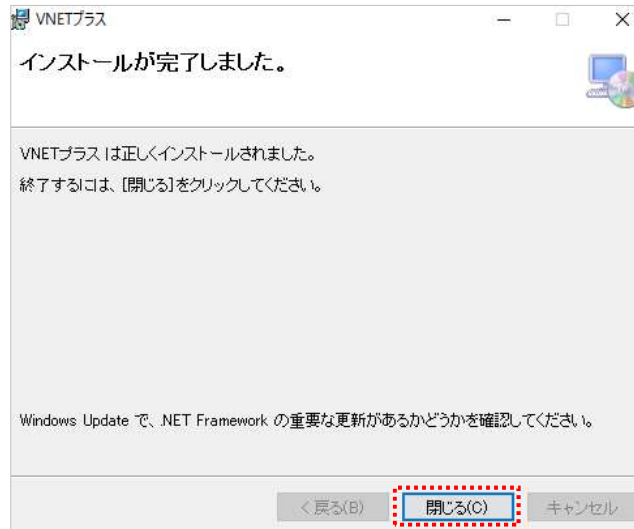 VNETプラス
インストールが完了しました。
VNETプラス は正しくインストールされました。
終了するには、[閉じる]をクリックしてください。
Windows Update で、.NET Framework の重要な更新があるかどうかを確認してください。
< 戻る(B)
閉じる(C)
キャンセル